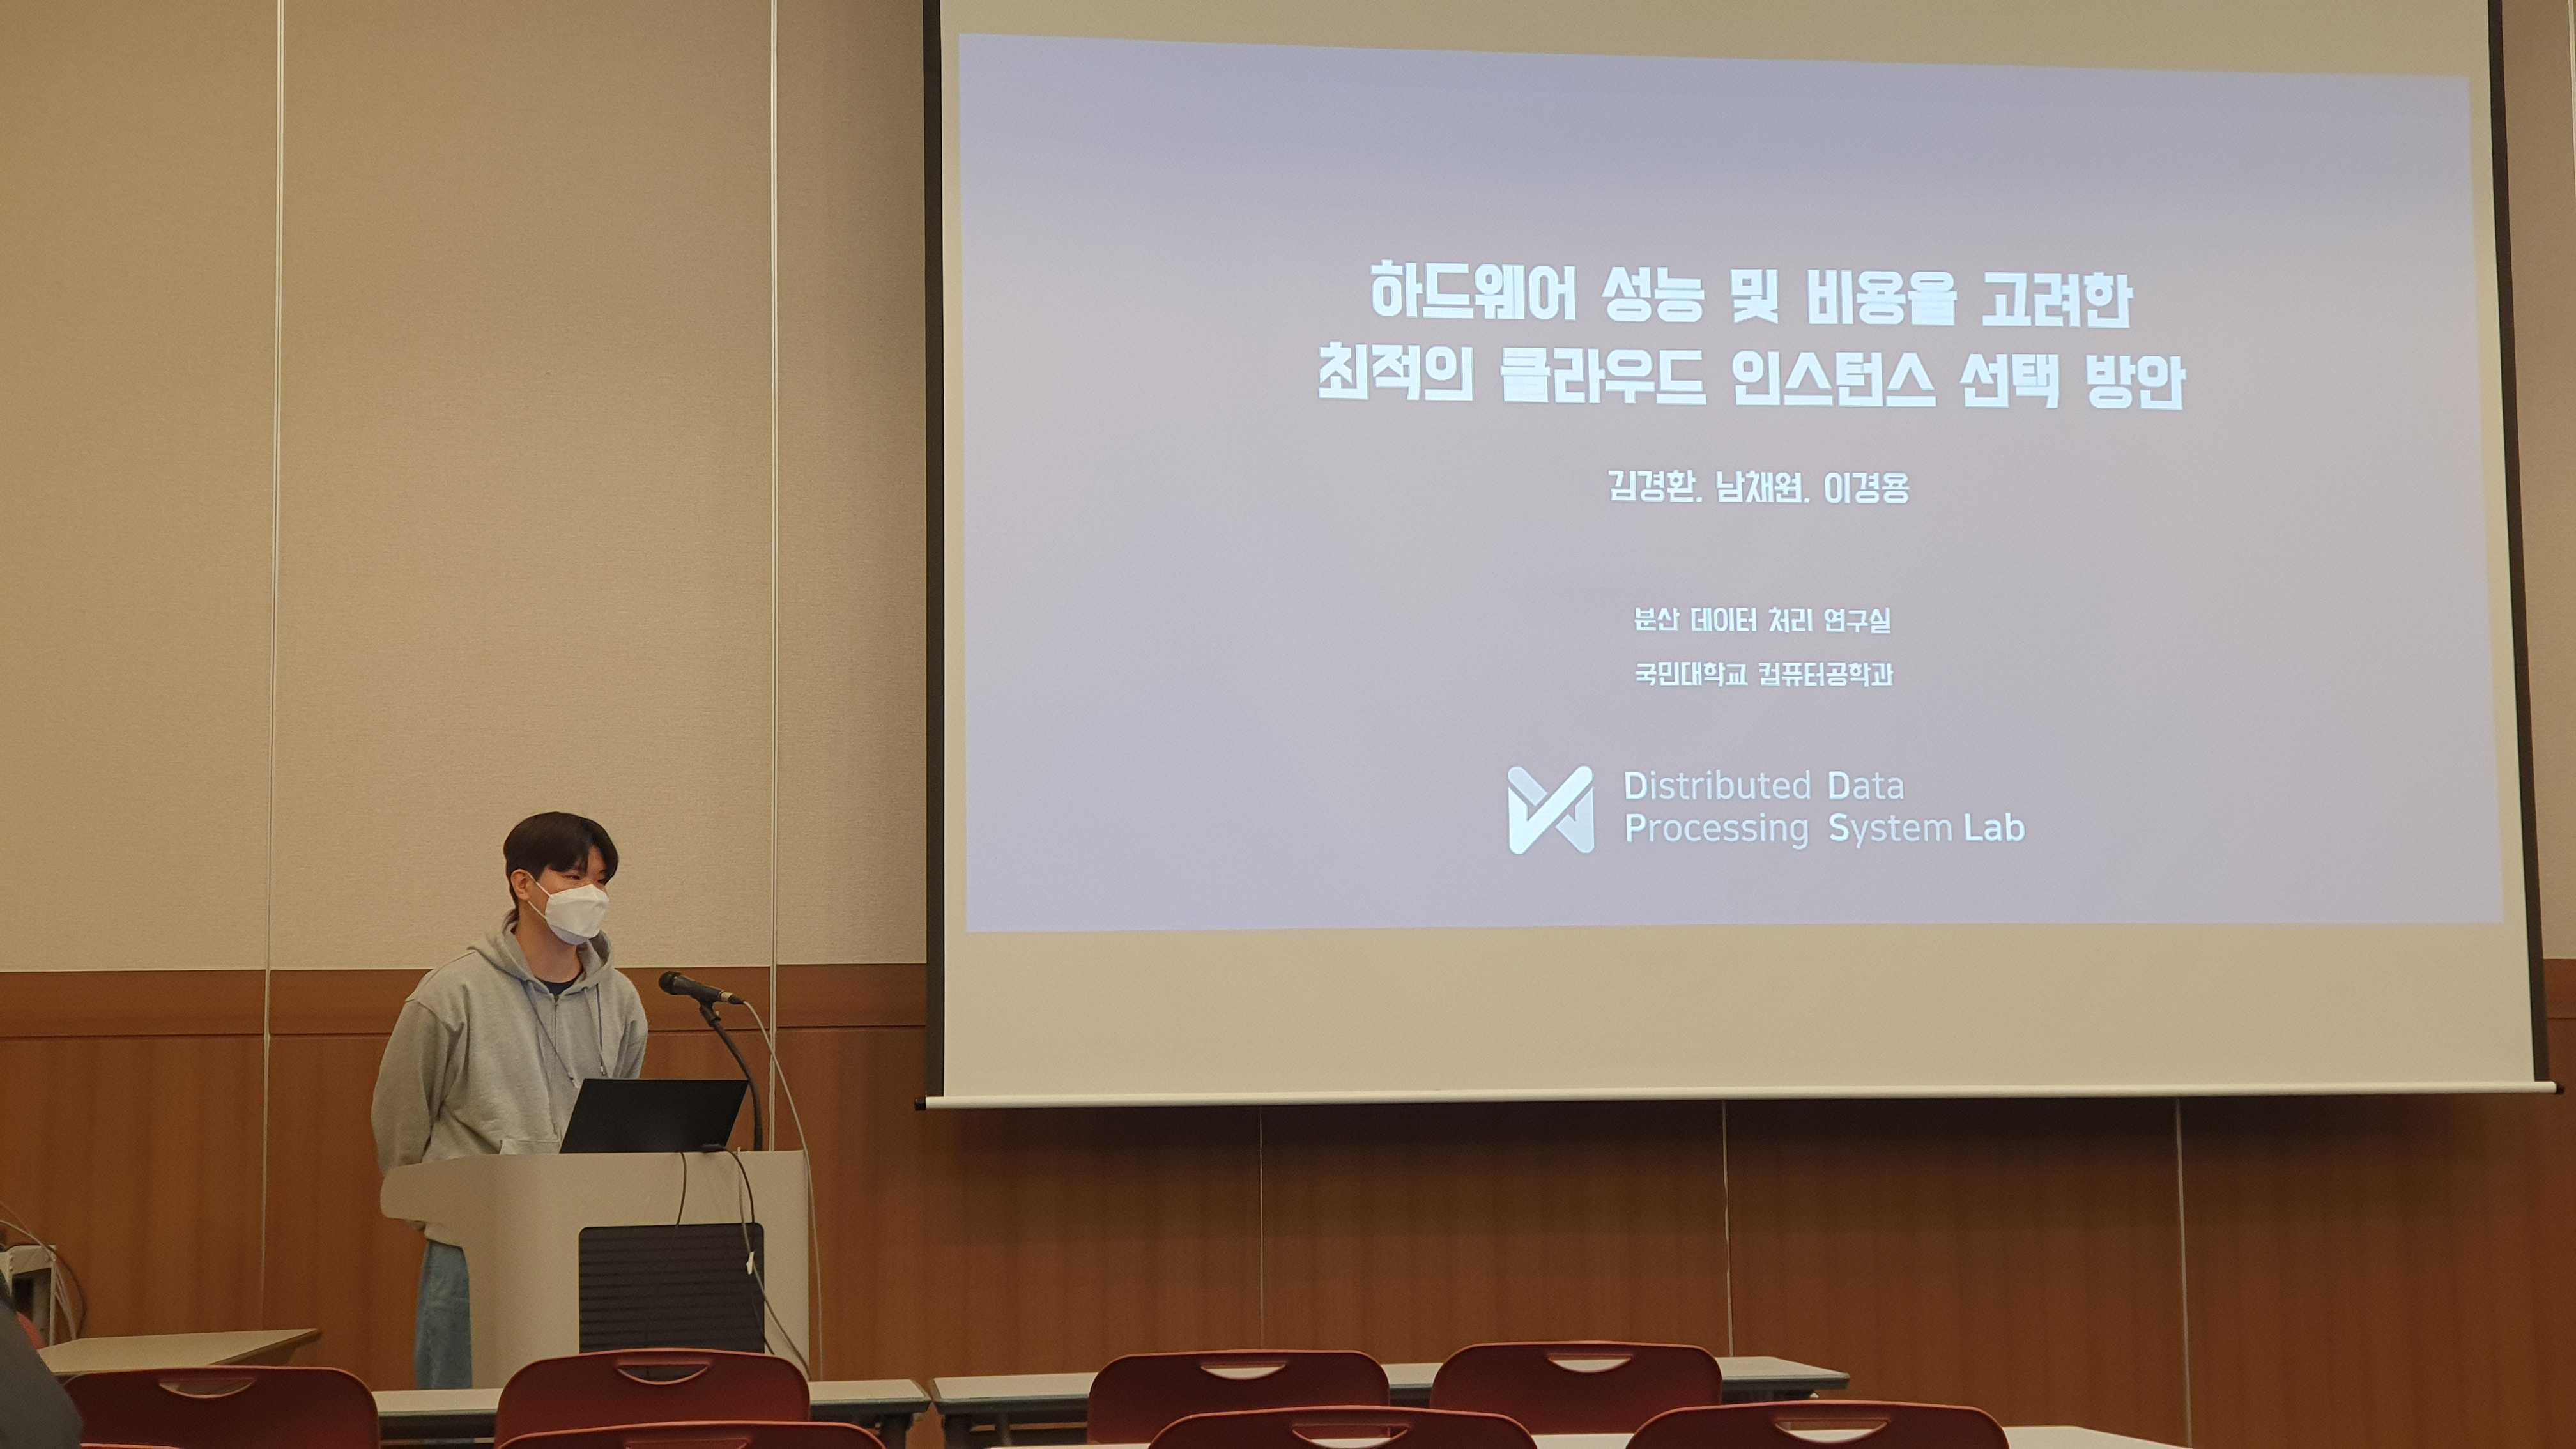 하드웨어 성능 및 비용을 고려한
최적의 클라우드 인스턴스 선택 방안
김경환, 남채원, 이경용
분산 데이터 처리 연구실
국민대학교 컴퓨터공학과
Distributed Data
Processing System Lab